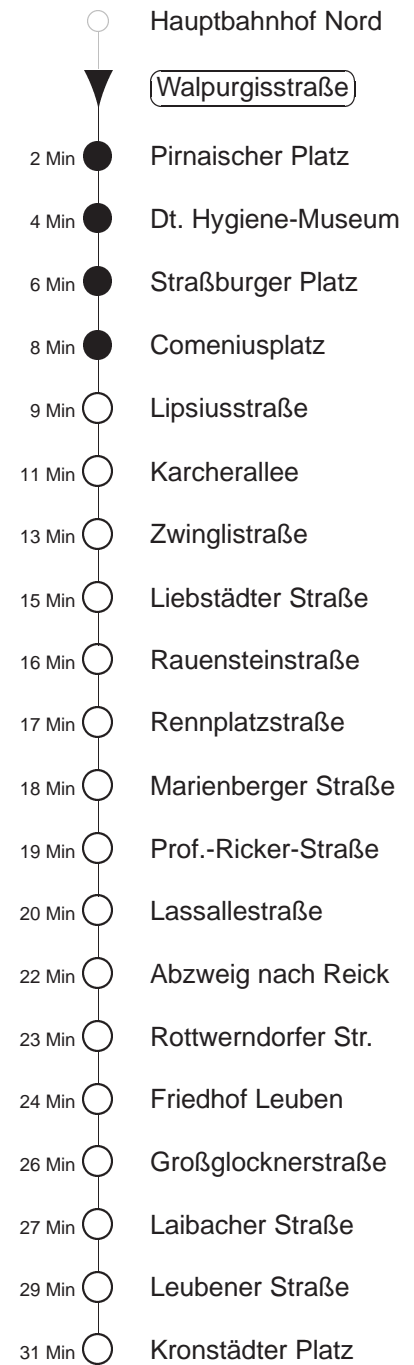 Hauptbahnhof Nord
Walpurgisstraße
2 Min Pirnaischer Platz
4 Min Dt. Hygiene-Museum
6 Min Straßburger Platz
8 Min Comeniusplatz
9 Min Lipsiusstraße
11 Min Karcherallee
13 Min Zwinglistraße
15 Min Liebstädter Straße
16 Min Rauensteinstraße
17 Min Rennplatzstraße
18 Min Marienberger Straße
19 Min Prof.-Ricker-Straße
20 Min Lassallestraße
22 Min Abzweig nach Reick
23 Min Rottwerndorfer Str.
24 Min Friedhof Leuben
26 Min Großglocknerstraße
27 Min Laibacher Straße
29 Min Leubener Straße
31 Min Kronstädter Platz